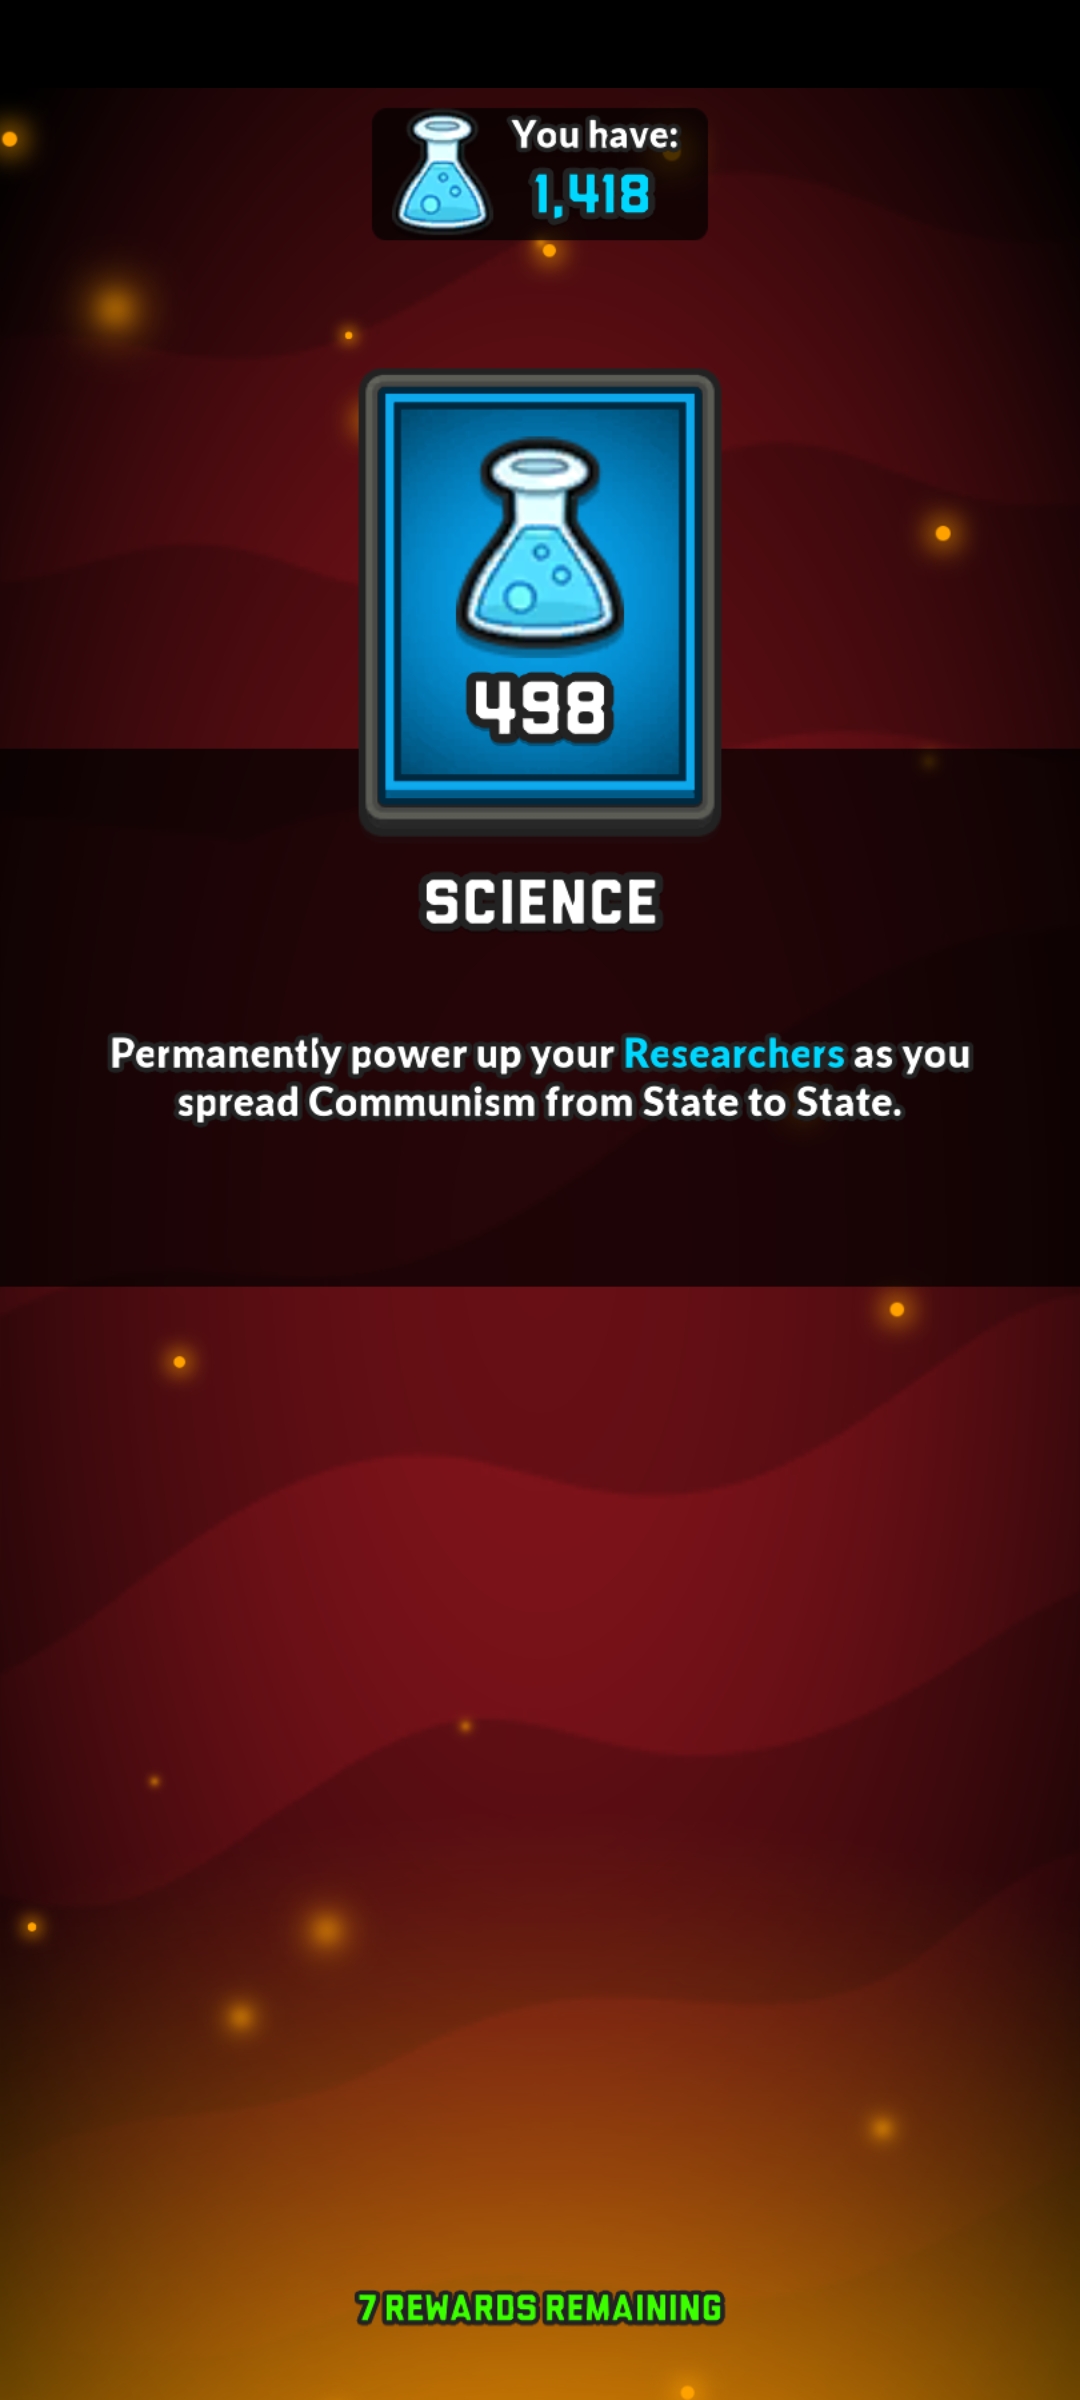 You have:
1,418
498
SCIENCE
Permanently power up your Researchers as you
spread Communism from State to State.
7 REWARDS REMAINING